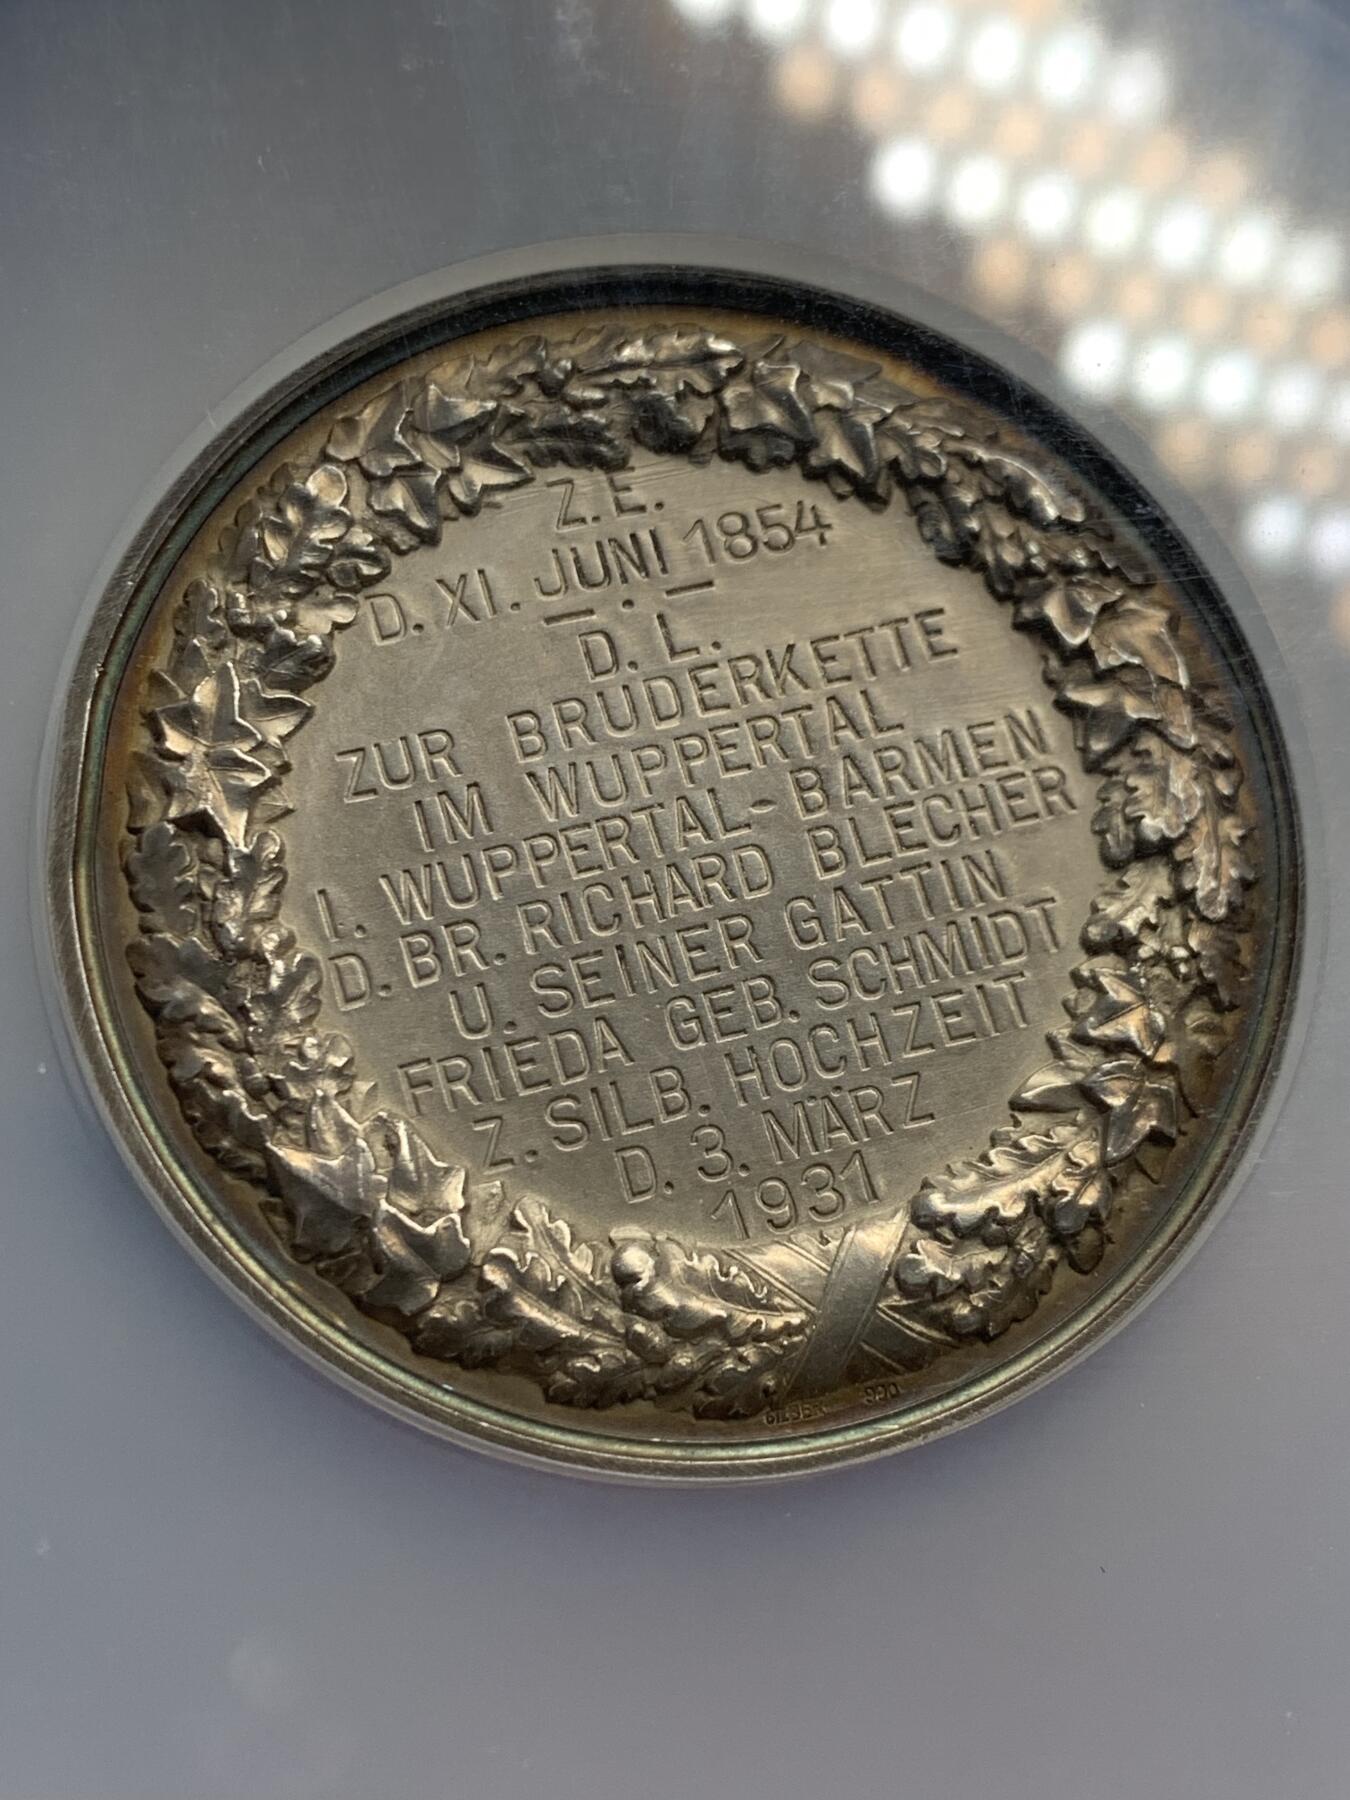 Z. E.
D. XI. JUNI 1854
— · —
D. L.
ZUR BRUDERKETTE
IM WUPPERTAL
I. WUPPERTAL-BARMEN
D. BR. RICHARD BLECHER
U. SEINER GATTIN
FRIEDA GEB. SCHMIDT
Z. SILB. HOCHZEIT
D. 3. MÄRZ
1931
SILBER 990